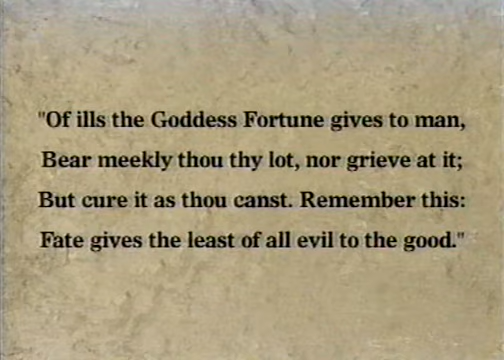 "Of ills the Goddess Fortune gives to man,
Bear meekly thou thy lot, nor grieve at it;
But cure it as thou canst. Remember this:
Fate gives the least of all evil to the good."